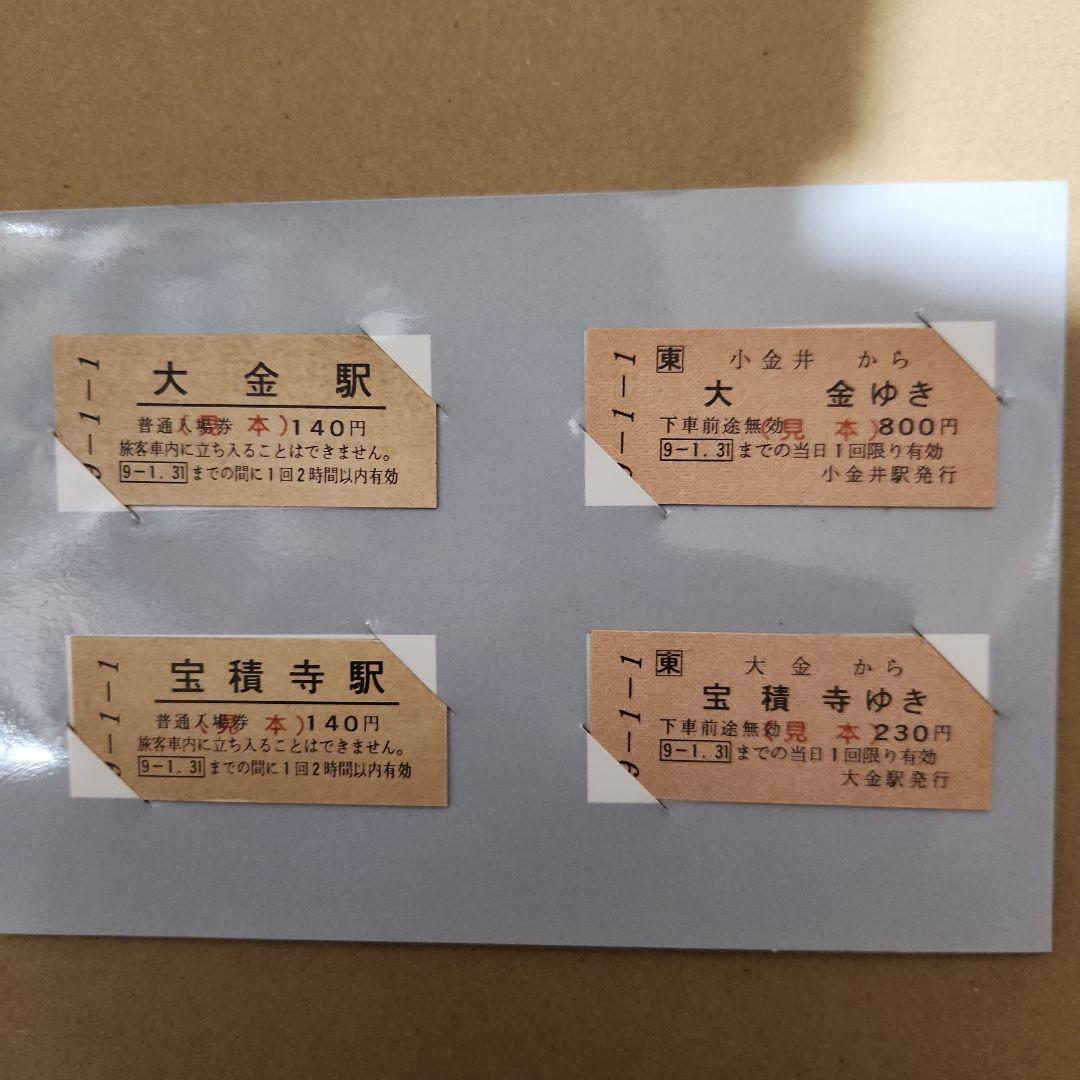 9-1-1
大金駅
普通入場券(見本)140円
旅客車内に立ち入ることはできません。
9-1.31までの間に1回2時間以内有効
9-1-1
東 小金井 から
大 金ゆき
下車前途無効(見本)800円
9-1.31までの当日1回限り有効
小金井駅発行
9-1-1
宝積寺駅
普通入場券(見本)140円
旅客車内に立ち入ることはできません。
9-1.31までの間に1回2時間以内有効
9-1-1
東 大金 から
宝積寺ゆき
下車前途無効(見本)230円
9-1.31までの当日1回限り有効
大金駅発行